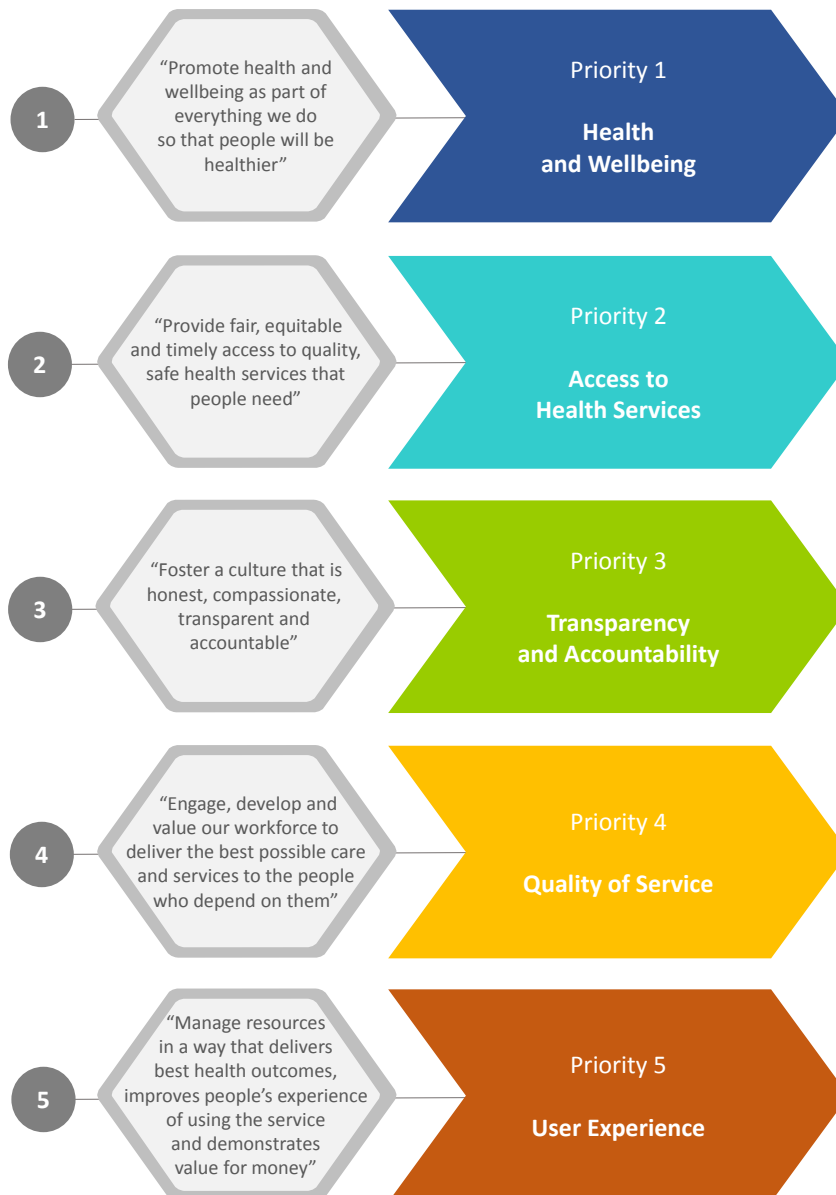 1
“Promote health and
wellbeing as part of
everything we do
so that people will be
healthier”
Priority 1
Health
and Wellbeing
2
“Provide fair, equitable
and timely access to quality,
safe health services that
people need”
Priority 2
Access to
Health Services
3
“Foster a culture that is
honest, compassionate,
transparent and
accountable”
Priority 3
Transparency
and Accountability
4
“Engage, develop and
value our workforce to
deliver the best possible care
and services to the people
who depend on them”
Priority 4
Quality of Service
5
“Manage resources
in a way that delivers
best health outcomes,
improves people’s experience
of using the service
and demonstrates
value for money”
Priority 5
User Experience